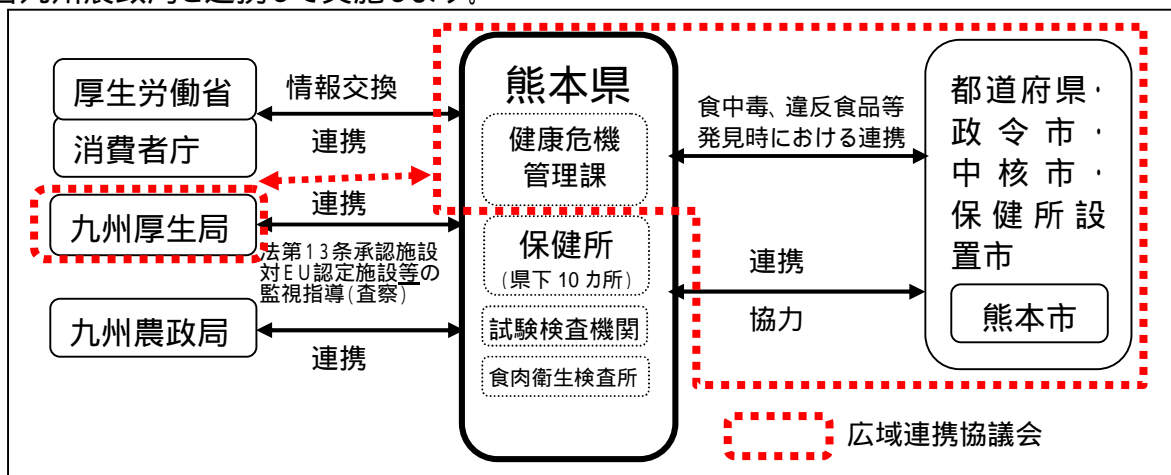 厚生労働省
消費者庁
九州厚生局
九州農政局
情報交換
連携
連携
法第13条承認施設
対EU認定施設等の
監視指導(査察)
連携
熊本県
健康危機
管理課
保健所
(県下 10 カ所)
試験検査機関
食肉衛生検査所
食中毒、違反食品等
発見時における連携
連携
協力
都道府県・
政令市・
中核市・
保健所設
置市
熊本市
広域連携協議会